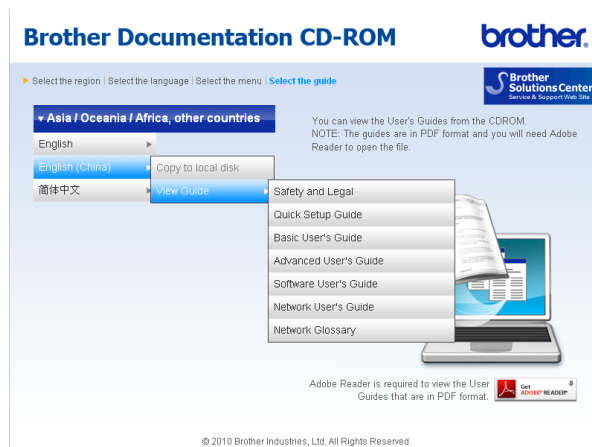 Brother Documentation CD-ROM
brother.
Select the region | Select the language | Select the menu | Select the guide
Brother
Solutions Center
Service & Support Web Site
Asia / Oceania / Africa, other countries
You can view the User's Guides from the CDROM.
NOTE: The guides are in PDF format and you will need Adobe
Reader to open the file.
English
English (China)
简体中文
Copy to local disk
View Guide
Safety and Legal
Quick Setup Guide
Basic User's Guide
Advanced User's Guide
Software User's Guide
Network User's Guide
Network Glossary
Adobe Reader is required to view the User
Guides that are in PDF format.
Get
ADOBE® READER®
© 2010 Brother Industries, Ltd. All Rights Reserved.